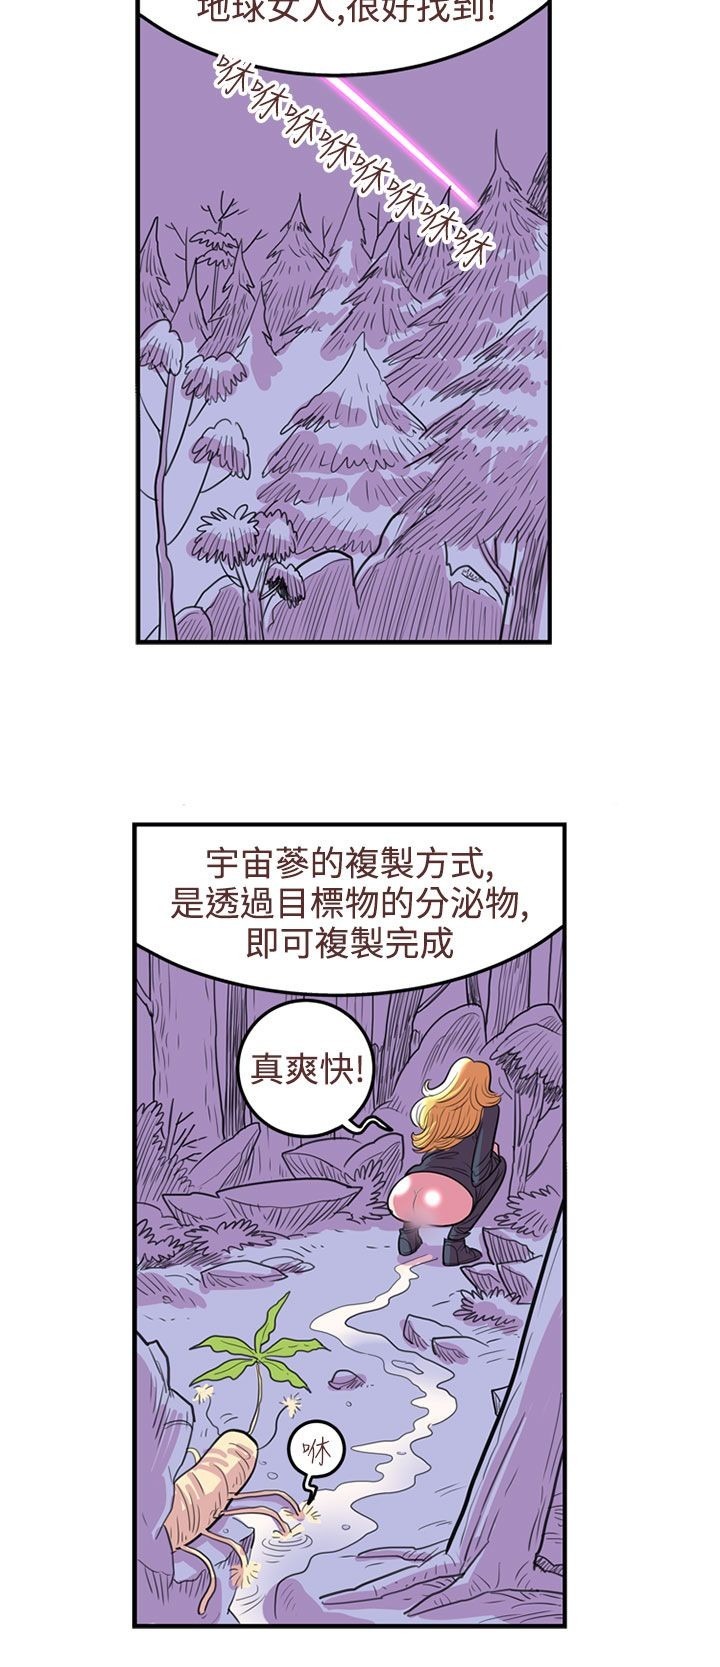 地球女人,很好找到!
咻咻咻咻咻咻咻咻
宇宙蔘的複製方式,
是透過目標物的分泌物,
即可複製完成
真爽快!
咻